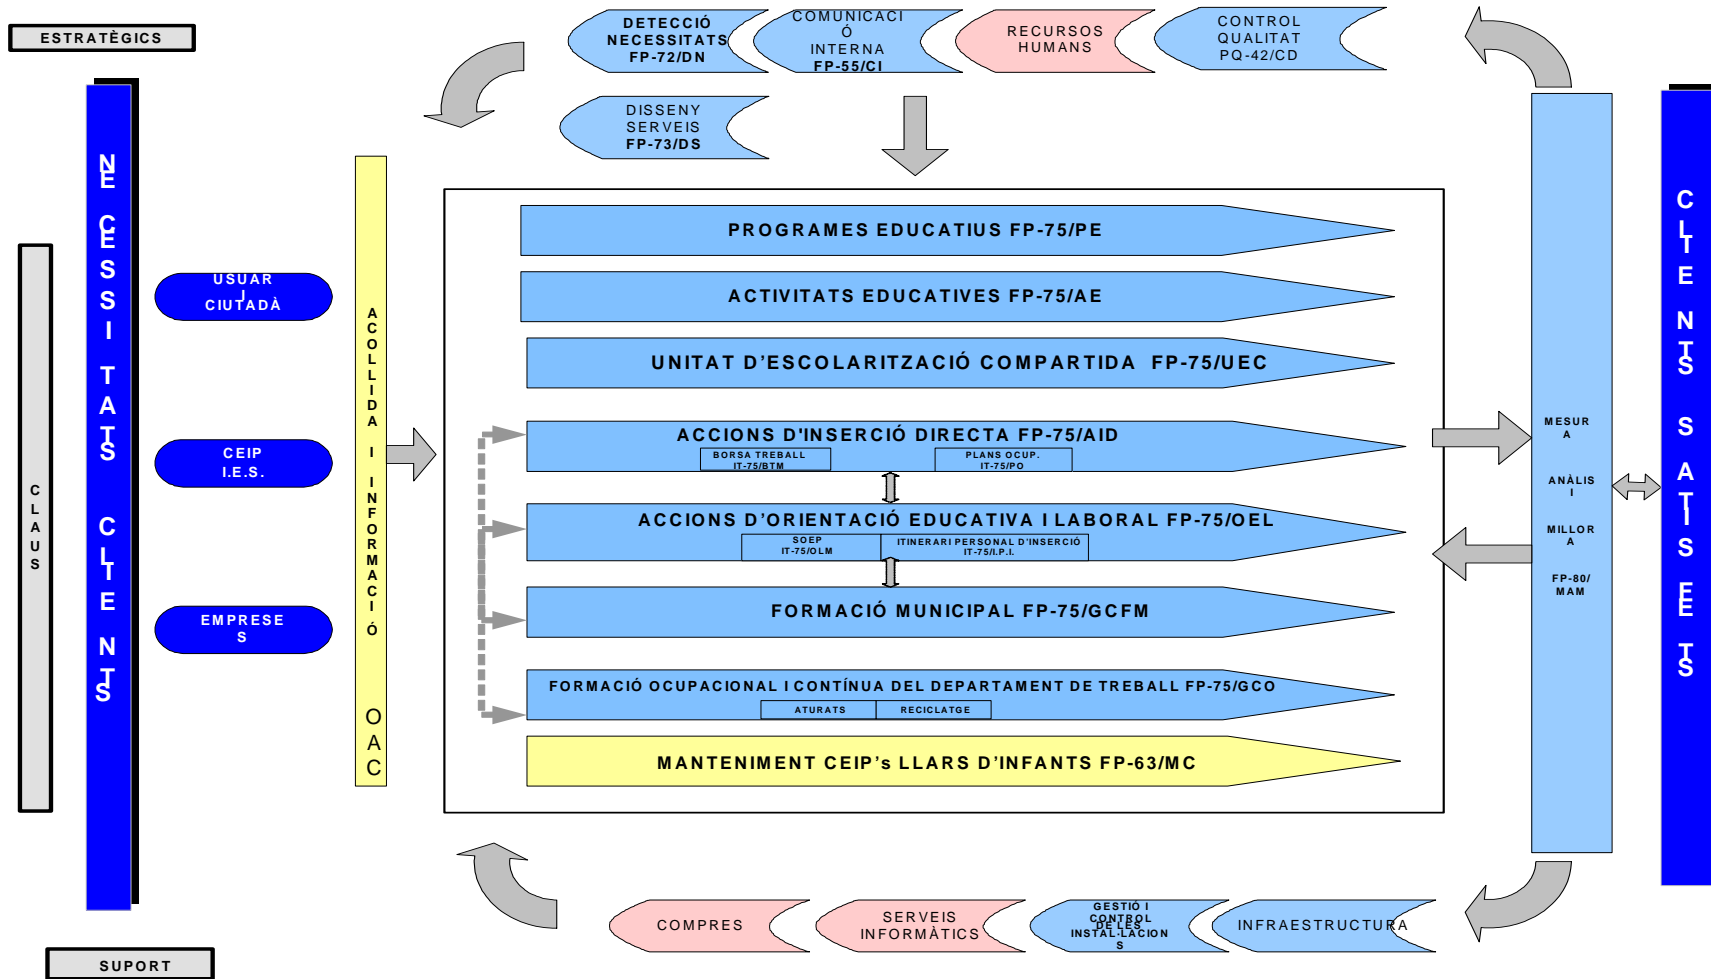 ESTRATÈGICS
DETECCIÓ
NECESSITATS
FP-72/DN
COMUNICACI
Ó
INTERNA
FP-55/CI
RECURSOS
HUMANS
CONTROL
QUALITAT
PQ-42/CD
DISSENY
SERVEIS
FP-73/DS
CLAUS
NECESSITATS CLIENTS
USUAR
I
CIUTADÀ
CEIP
I.E.S.
EMPRESE
S
ACOLLIDA I INFORMACIÓ OAC
PROGRAMES EDUCATIUS FP-75/PE
ACTIVITATS EDUCATIVES FP-75/AE
UNITAT D'ESCOLARITZACIÓ COMPARTIDA FP-75/UEC
ACCIONS D'INSERCIÓ DIRECTA FP-75/AID
BORSA TREBALL
IT-75/BTM
PLANS OCUP.
IT-75/PO
ACCIONS D'ORIENTACIÓ EDUCATIVA I LABORAL FP-75/OEL
SOEP
IT-75/OLM
ITINERARI PERSONAL D'INSERCIÓ
IT-75/I.P.I.
FORMACIÓ MUNICIPAL FP-75/GCFM
FORMACIÓ OCUPACIONAL I CONTÍNUA DEL DEPARTAMENT DE TREBALL FP-75/GCO
ATURATS
RECICLATGE
MANTENIMENT CEIP's LLARS D'INFANTS FP-63/MC
MESUR
A
ANÀLIS
I
MILLOR
A
FP-80/
MAM
CLIENTS SATISFETS
COMPRES
SERVEIS
INFORMÀTICS
GESTIÓ I
CONTROL
DE LES
INSTAL·LACION
S
INFRAESTRUCTURA
SUPORT